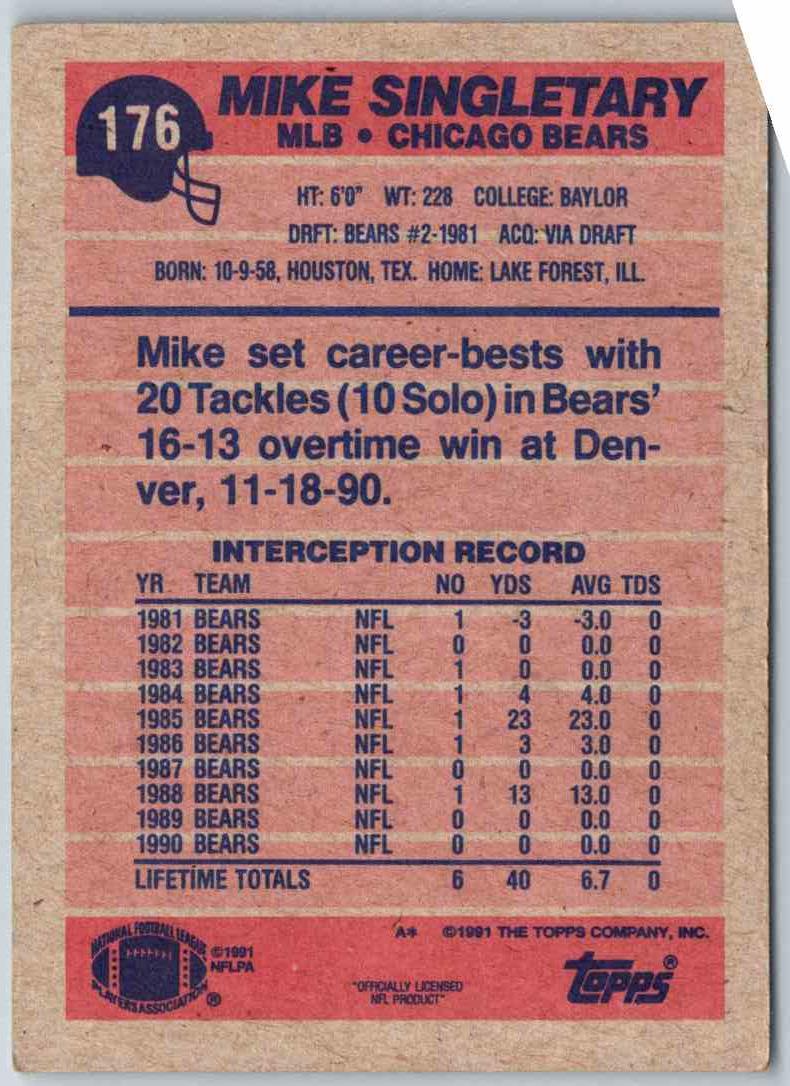 176
MIKE SINGLETARY
MLB • CHICAGO BEARS
HT: 6'0" WT: 228 COLLEGE: BAYLOR
DRFT: BEARS #2-1981 ACQ: VIA DRAFT
BORN: 10-9-58, HOUSTON, TEX. HOME: LAKE FOREST, ILL.
Mike set career-bests with
20 Tackles (10 Solo) in Bears'
16-13 overtime win at Den-
ver, 11-18-90.
INTERCEPTION RECORD
YR TEAM NO YDS AVG TDS
1981 BEARS NFL 1 -3 -3.0 0
1982 BEARS NFL 0 0 0.0 0
1983 BEARS NFL 1 0 0.0 0
1984 BEARS NFL 1 4 4.0 0
1985 BEARS NFL 1 23 23.0 0
1986 BEARS NFL 1 3 3.0 0
1987 BEARS NFL 0 0 0.0 0
1988 BEARS NFL 1 13 13.0 0
1989 BEARS NFL 0 0 0.0 0
1990 BEARS NFL 0 0 0.0 0
LIFETIME TOTALS 6 40 6.7 0
A* ©1991 THE TOPPS COMPANY, INC.
NATIONAL FOOTBALL LEAGUE
PLAYERS ASSOCIATION ®
©1991
NFLPA
"OFFICIALLY LICENSED
NFL PRODUCT"
topps®